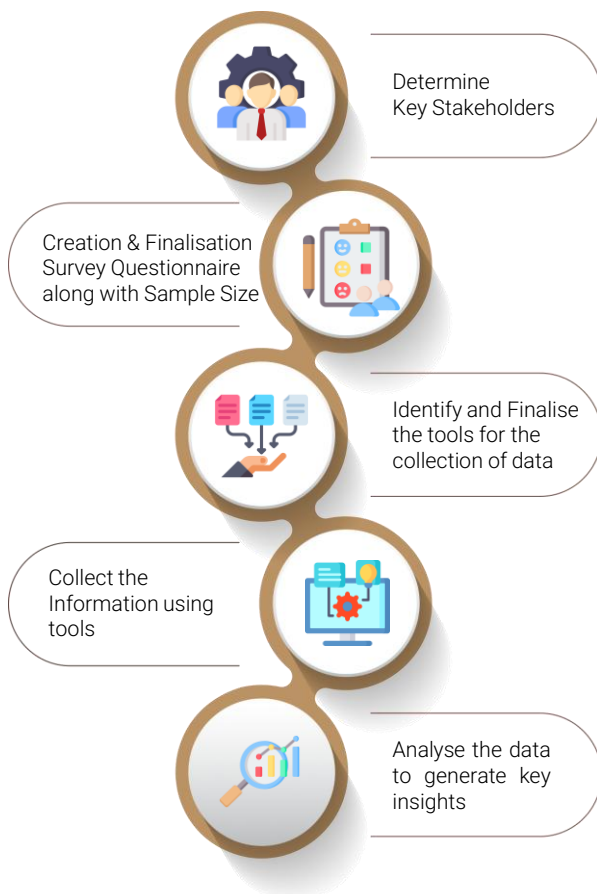 Determine
Key Stakeholders
Creation & Finalisation
Survey Questionnaire
along with Sample Size
Identify and Finalise
the tools for the
collection of data
Collect the
Information using
tools
Analyse the data
to generate key
insights